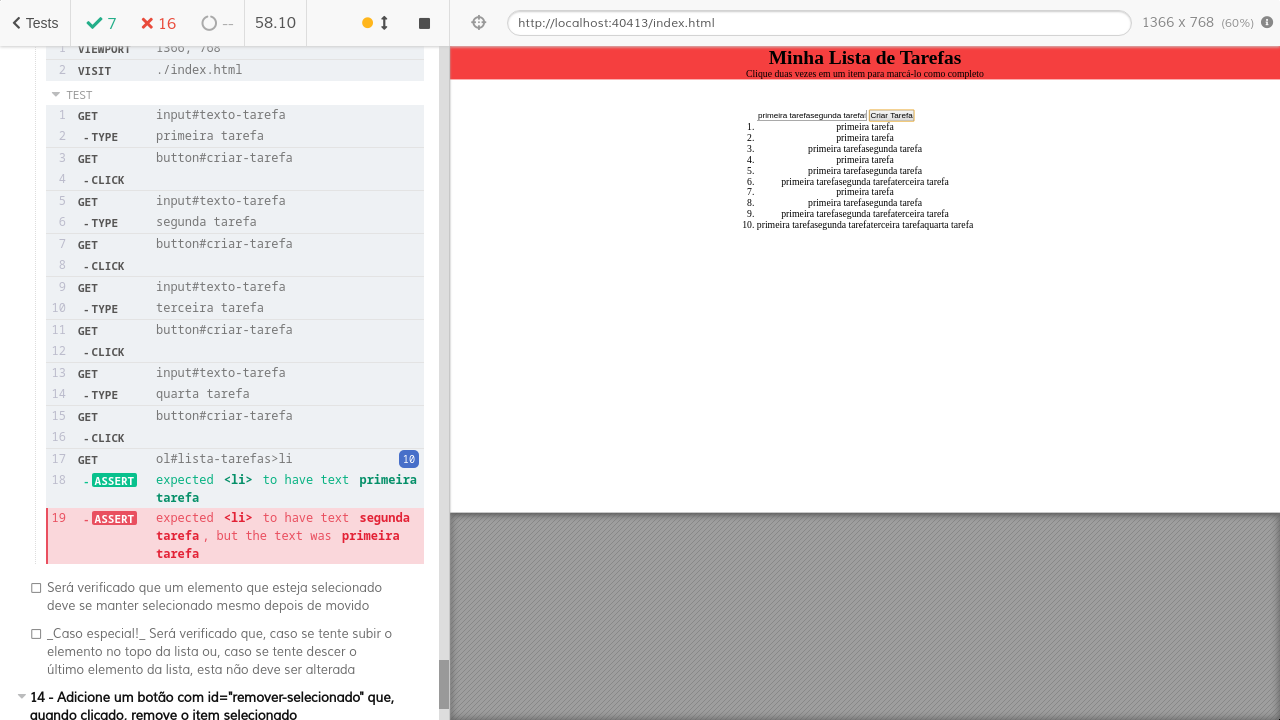 Tests 7 16 -- 58.10
http://localhost:40413/index.html 1366 x 768 (60%)
1 VIEWPORT 1366, 768
2 VISIT ./index.html
TEST
1 GET input#texto-tarefa
2 -TYPE primeira tarefa
3 GET button#criar-tarefa
4 -CLICK
5 GET input#texto-tarefa
6 -TYPE segunda tarefa
7 GET button#criar-tarefa
8 -CLICK
9 GET input#texto-tarefa
10 -TYPE terceira tarefa
11 GET button#criar-tarefa
12 -CLICK
13 GET input#texto-tarefa
14 -TYPE quarta tarefa
15 GET button#criar-tarefa
16 -CLICK
17 GET ol#lista-tarefas>li 10
18 -ASSERT expected <li> to have text primeira
tarefa
19 -ASSERT expected <li> to have text segunda
tarefa , but the text was primeira
tarefa
Será verificado que um elemento que esteja selecionado
deve se manter selecionado mesmo depois de movido
_Caso especial!_ Será verificado que, caso se tente subir o
elemento no topo da lista ou, caso se tente descer o
último elemento da lista, esta não deve ser alterada
14 - Adicione um botão com id="remover-selecionado" que,
quando clicado, remove o item selecionado
Minha Lista de Tarefas
Clique duas vezes em um item para marcá-lo como completo
primeira tarefasegunda tarefa Criar Tarefa
1. primeira tarefa
2. primeira tarefa
3. primeira tarefasegunda tarefa
4. primeira tarefa
5. primeira tarefasegunda tarefa
6. primeira tarefasegunda tarefaterceira tarefa
7. primeira tarefa
8. primeira tarefasegunda tarefa
9. primeira tarefasegunda tarefaterceira tarefa
10. primeira tarefasegunda tarefaterceira tarefaquarta tarefa